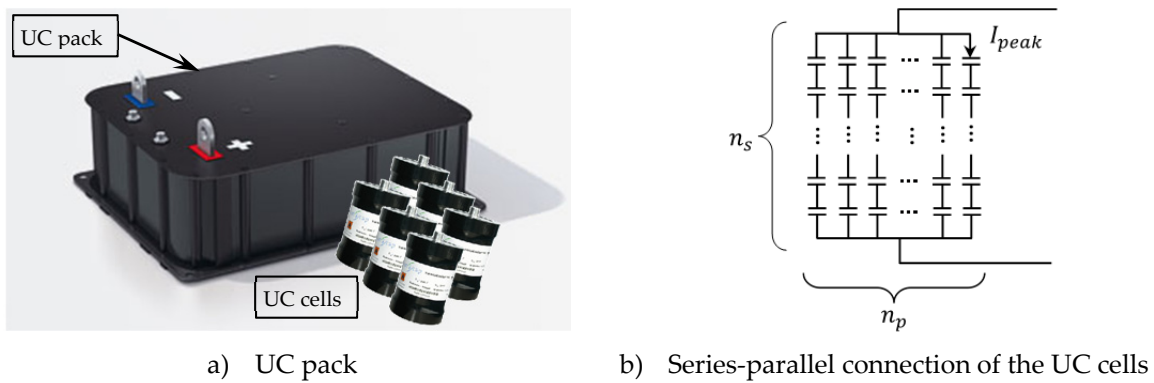 UC pack
UC cells
I_peak
n_s
n_p
a) UC pack
b) Series-parallel connection of the UC cells